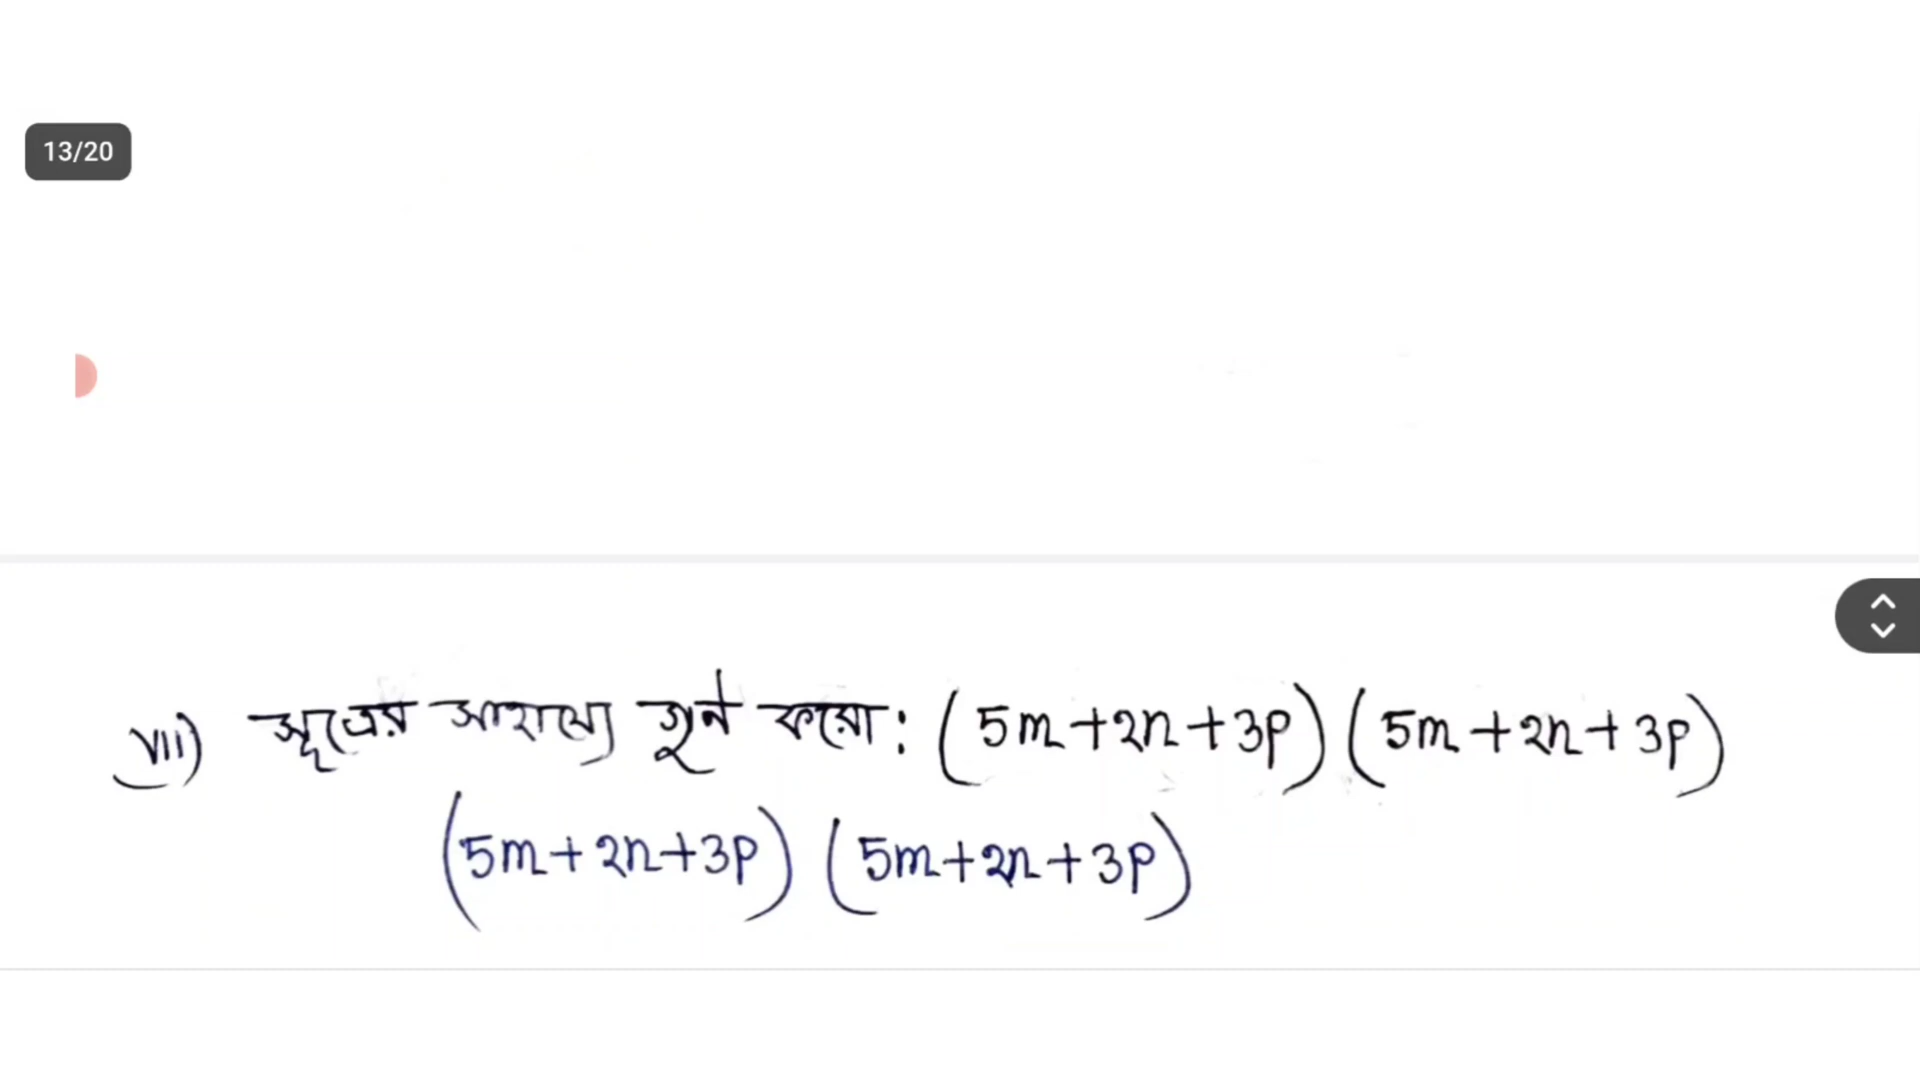 13/20
vii) সূত্রের সাহায্যে গুন করো: (5m+2n+3p) (5m+2n+3p)
(5m+2n+3p) (5m+2n+3p)